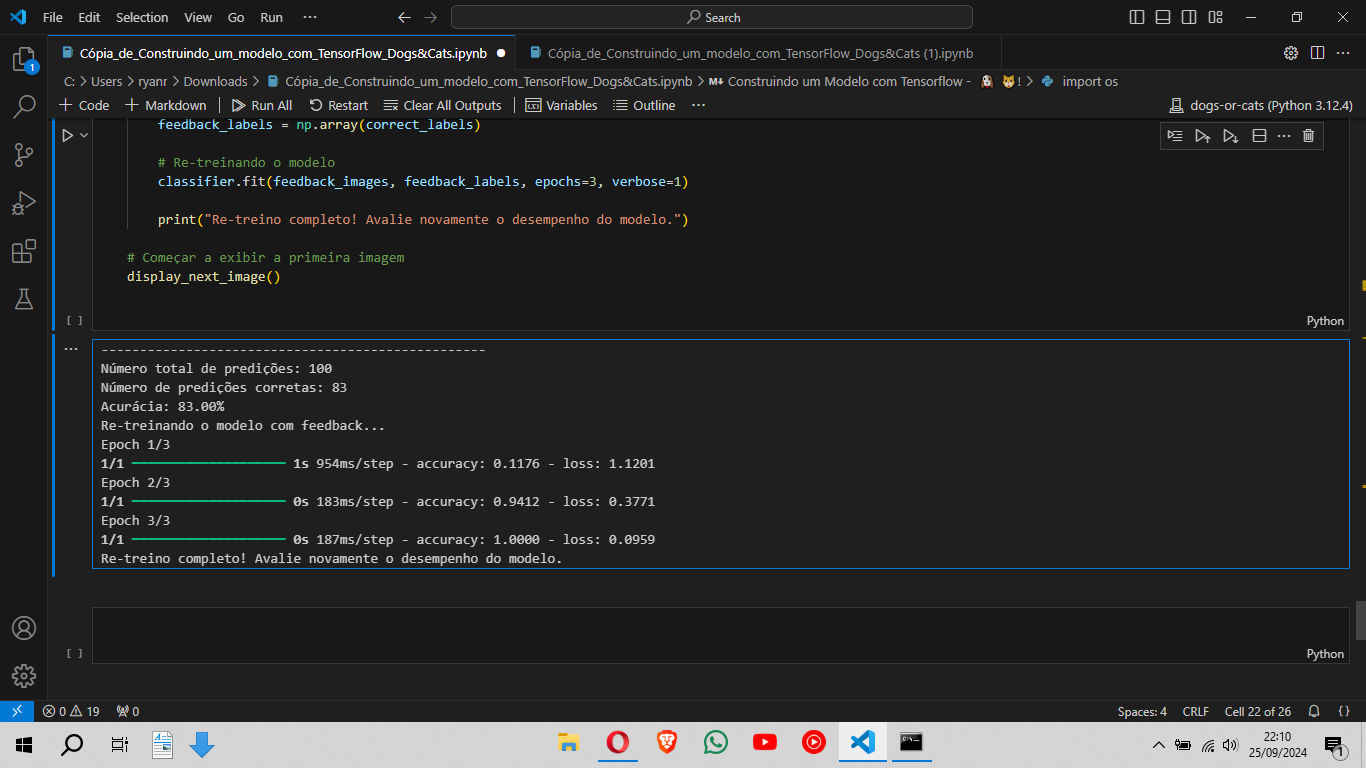 File Edit Selection View Go Run ··· Search
Cópia_de_Construindo_um_modelo_com_TensorFlow_Dogs&Cats.ipynb Cópia_de_Construindo_um_modelo_com_TensorFlow_Dogs&Cats (1).ipynb
C: > Users > ryanr > Downloads > Cópia_de_Construindo_um_modelo_com_TensorFlow_Dogs&Cats.ipynb > M↓ Construindo um Modelo com Tensorflow - 🐶 🐯! > import os
+ Code + Markdown Run All Restart Clear All Outputs Variables Outline ··· dogs-or-cats (Python 3.12.4)
1
feedback_labels = np.array(correct_labels)
# Re-treinando o modelo
classifier.fit(feedback_images, feedback_labels, epochs=3, verbose=1)
print("Re-treino completo! Avalie novamente o desempenho do modelo.")
# Começar a exibir a primeira imagem
display_next_image()
[ ] Python
--------------------------------------------------
Número total de predições: 100
Número de predições corretas: 83
Acurácia: 83.00%
Re-treinando o modelo com feedback...
Epoch 1/3
1/1 ━━━━━━━━━━━━━━━━━━━━ 1s 954ms/step - accuracy: 0.1176 - loss: 1.1201
Epoch 2/3
1/1 ━━━━━━━━━━━━━━━━━━━━ 0s 183ms/step - accuracy: 0.9412 - loss: 0.3771
Epoch 3/3
1/1 ━━━━━━━━━━━━━━━━━━━━ 0s 187ms/step - accuracy: 1.0000 - loss: 0.0959
Re-treino completo! Avalie novamente o desempenho do modelo.
[ ] Python
0 19 0 Spaces: 4 CRLF Cell 22 of 26 { }
22:10
25/09/2024
1